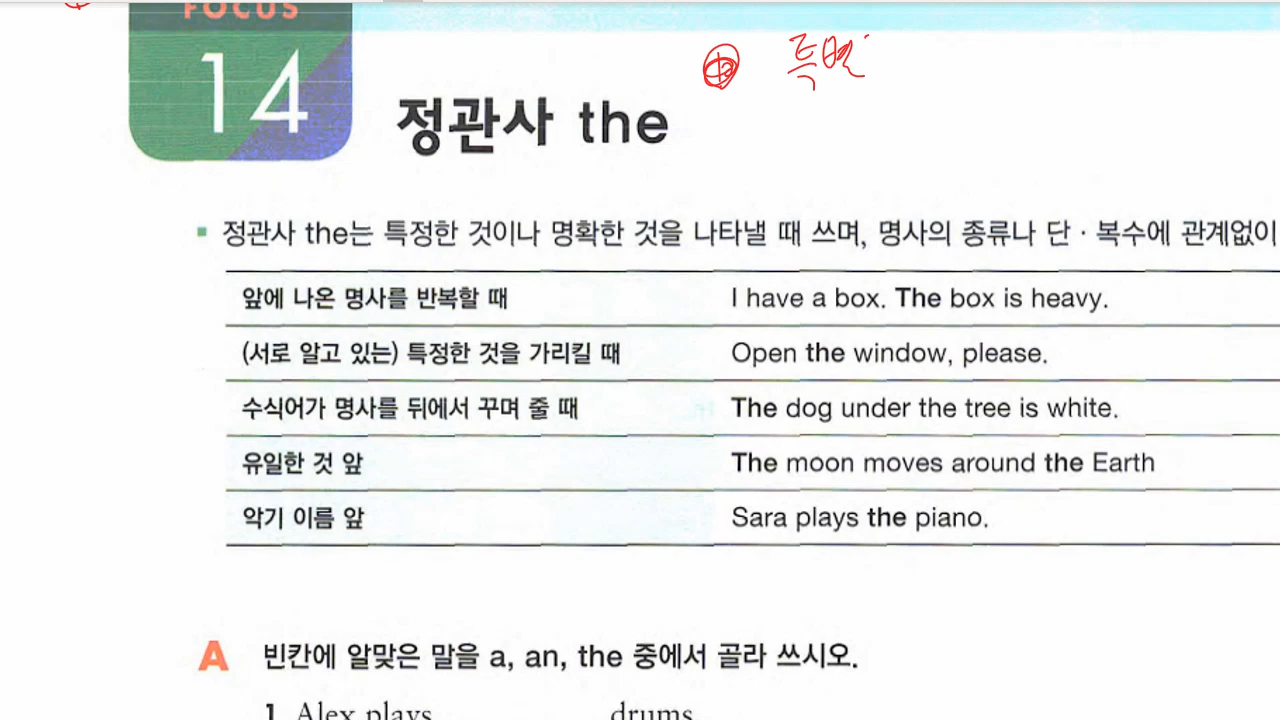 FOCUS
14
특별
정관사 the
정관사 the는 특정한 것이나 명확한 것을 나타낼 때 쓰며, 명사의 종류나 단·복수에 관계없이
앞에 나온 명사를 반복할 때 I have a box. The box is heavy.
(서로 알고 있는) 특정한 것을 가리킬 때 Open the window, please.
수식어가 명사를 뒤에서 꾸며 줄 때 The dog under the tree is white.
유일한 것 앞 The moon moves around the Earth
악기 이름 앞 Sara plays the piano.
A 빈칸에 알맞은 말을 a, an, the 중에서 골라 쓰시오.
1 Alex plays drums